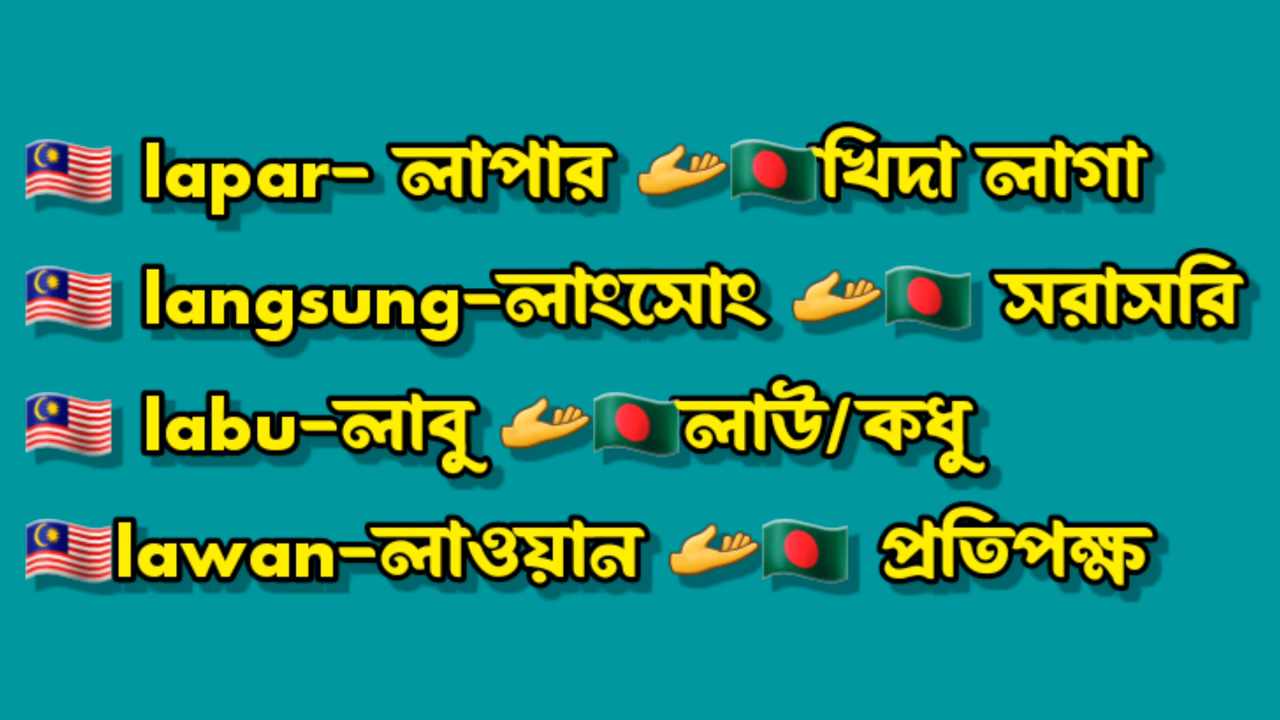 🇲🇾 lapar- লাপার 🫴🇧🇩খিদা লাগা
🇲🇾 langsung-লাংসোং 🫴🇧🇩 সরাসরি
🇲🇾 labu-লাবু 🫴🇧🇩লাউ/কধু
🇲🇾lawan-লাওয়ান 🫴🇧🇩 প্রতিপক্ষ